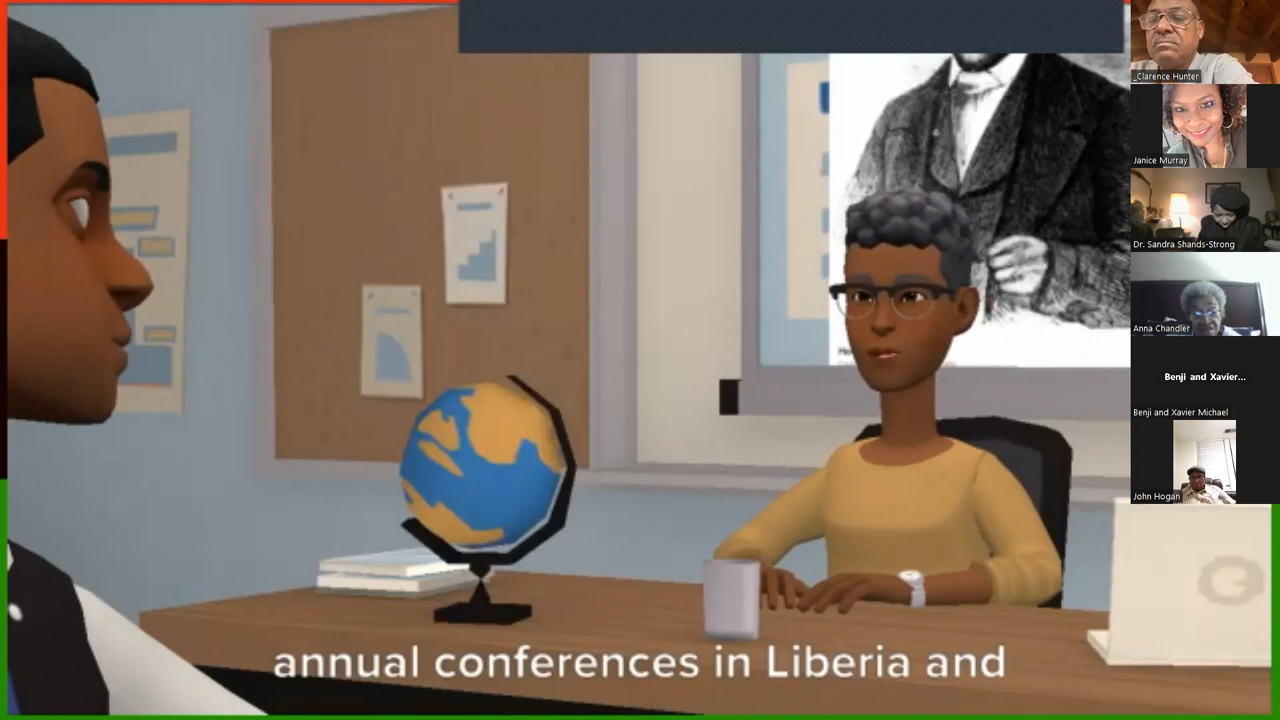 _Clarence Hunter
Janice Murray
Dr. Sandra Shands-Strong
Anna Chandler
Benji and Xavier...
Benji and Xavier Michael
John Hogan
annual conferences in Liberia and